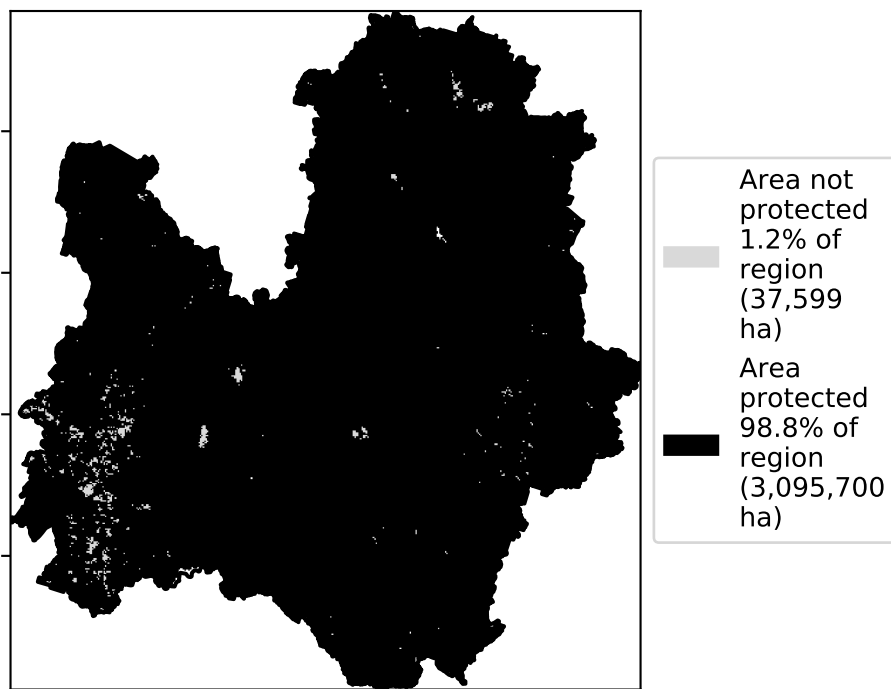 Area not
protected
1.2% of
region
(37,599
ha)
Area
protected
98.8% of
region
(3,095,700
ha)